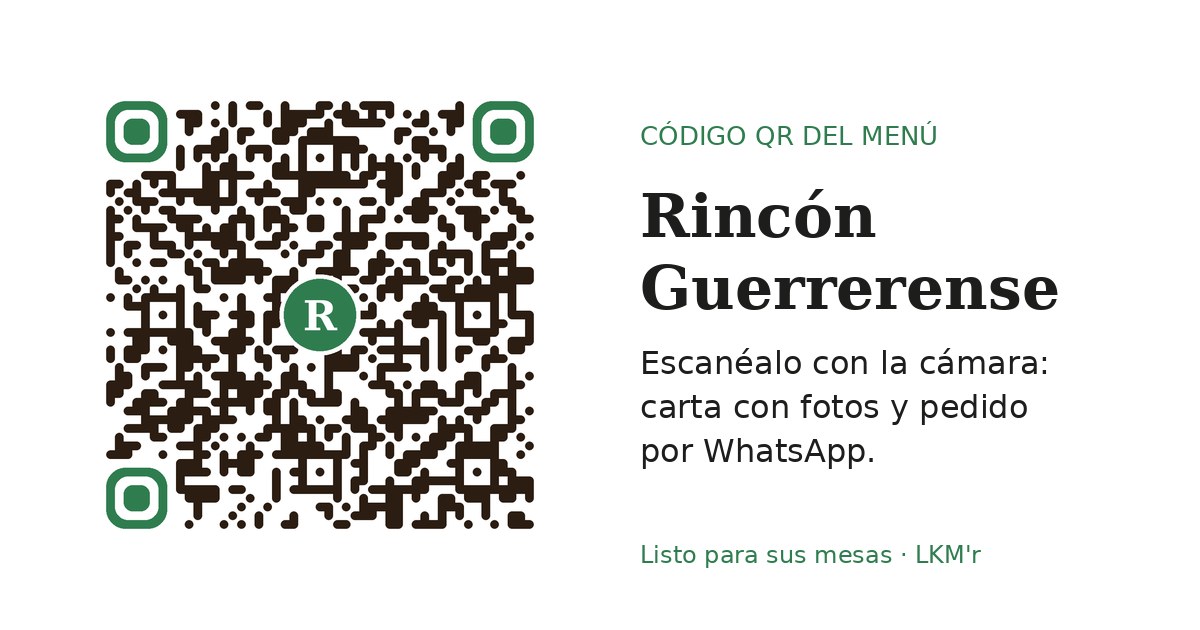 R
CÓDIGO QR DEL MENÚ
Rincón
Guerrerense
Escanéalo con la cámara:
carta con fotos y pedido
por WhatsApp.
Listo para sus mesas · LKM'r